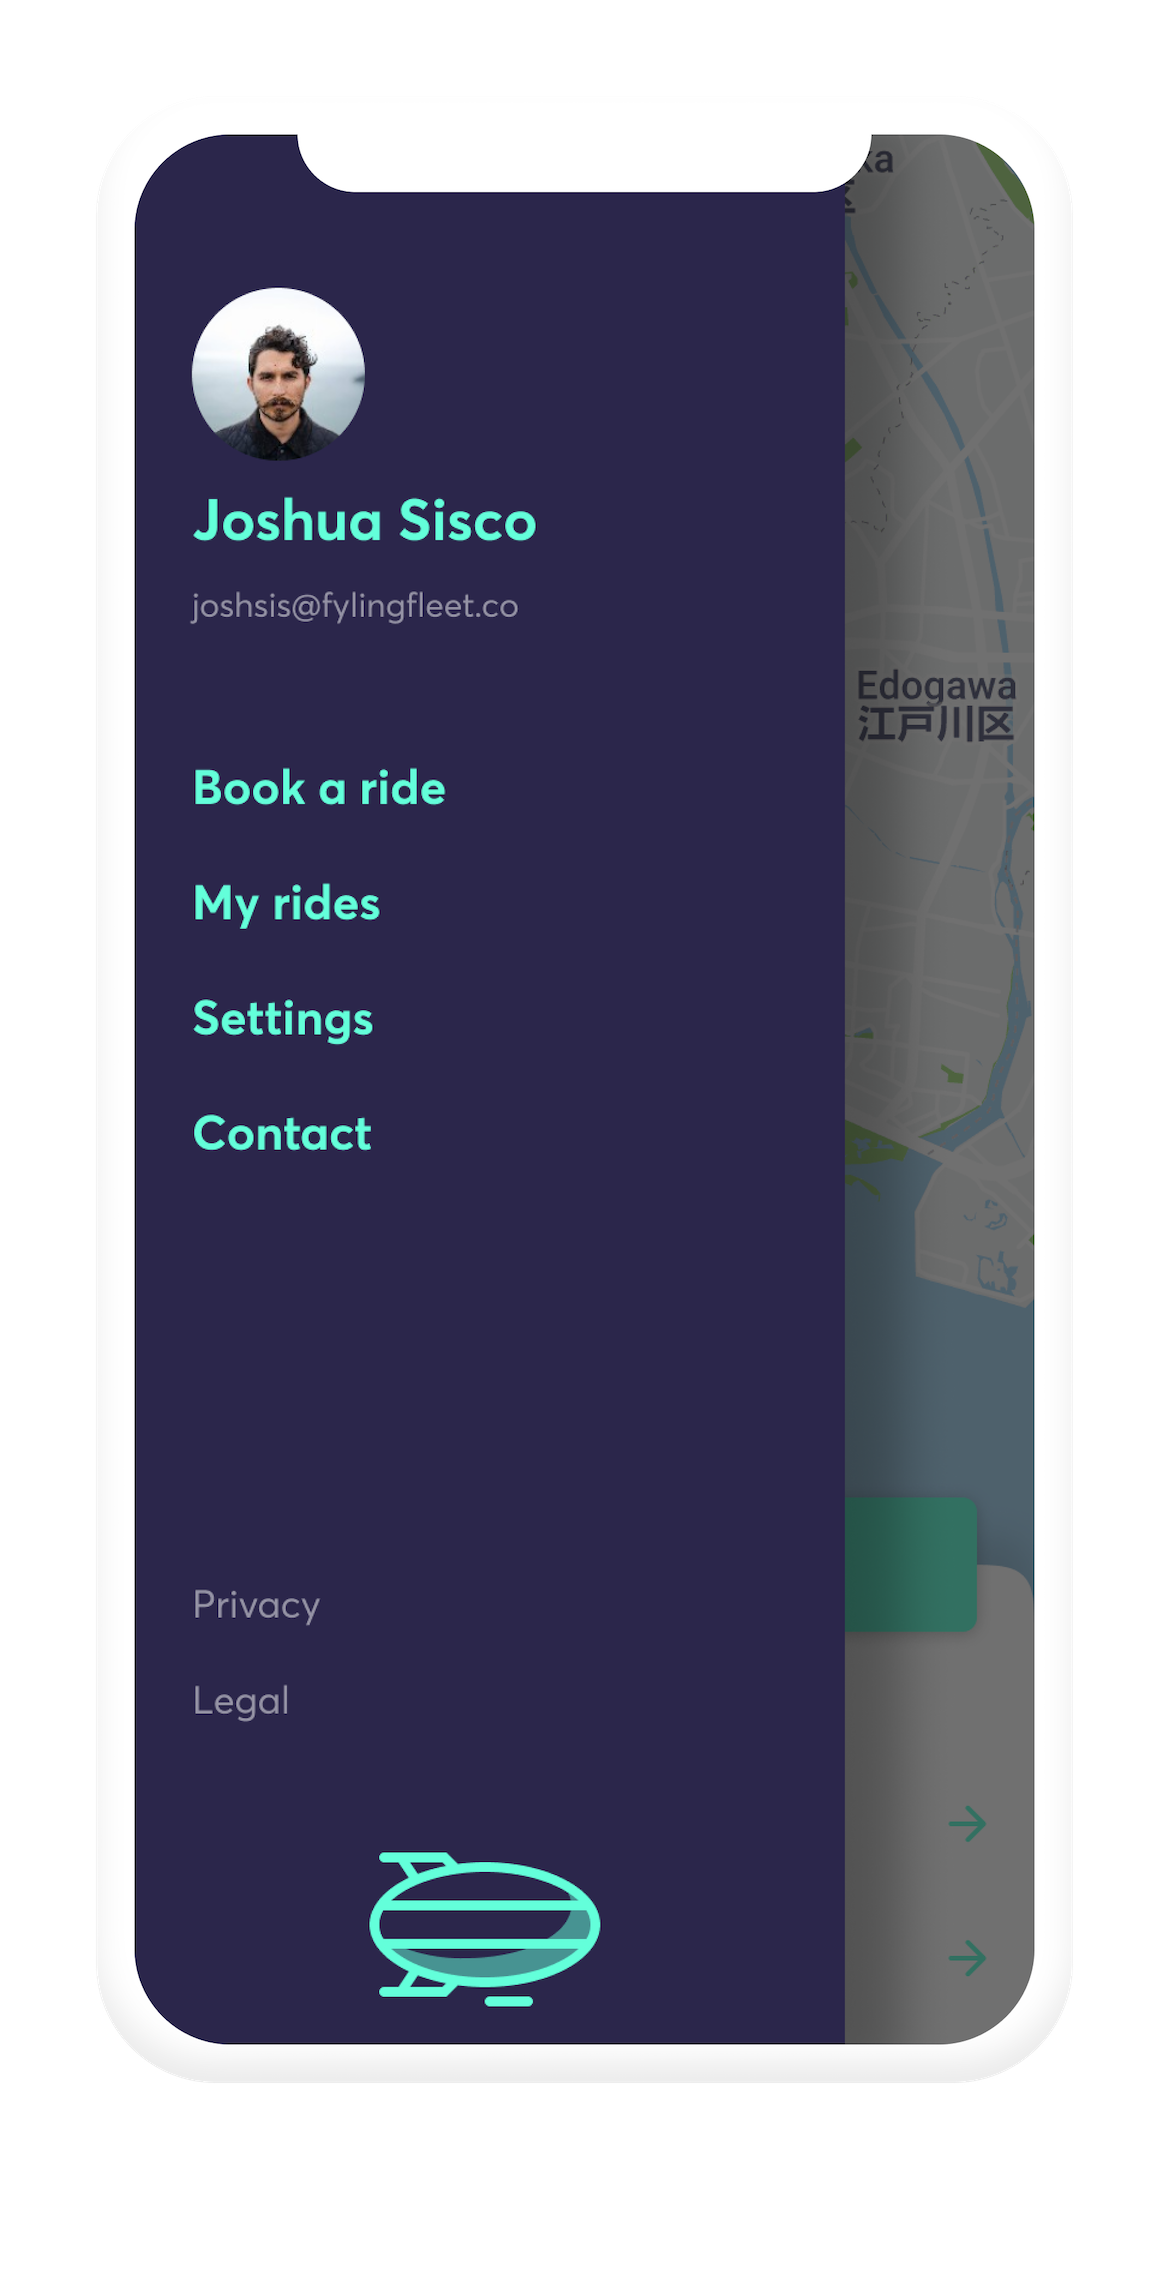 Joshua Sisco
joshsis@fylingfleet.co
Book a ride
My rides
Settings
Contact
Privacy
Legal
Edogawa
江戸川区